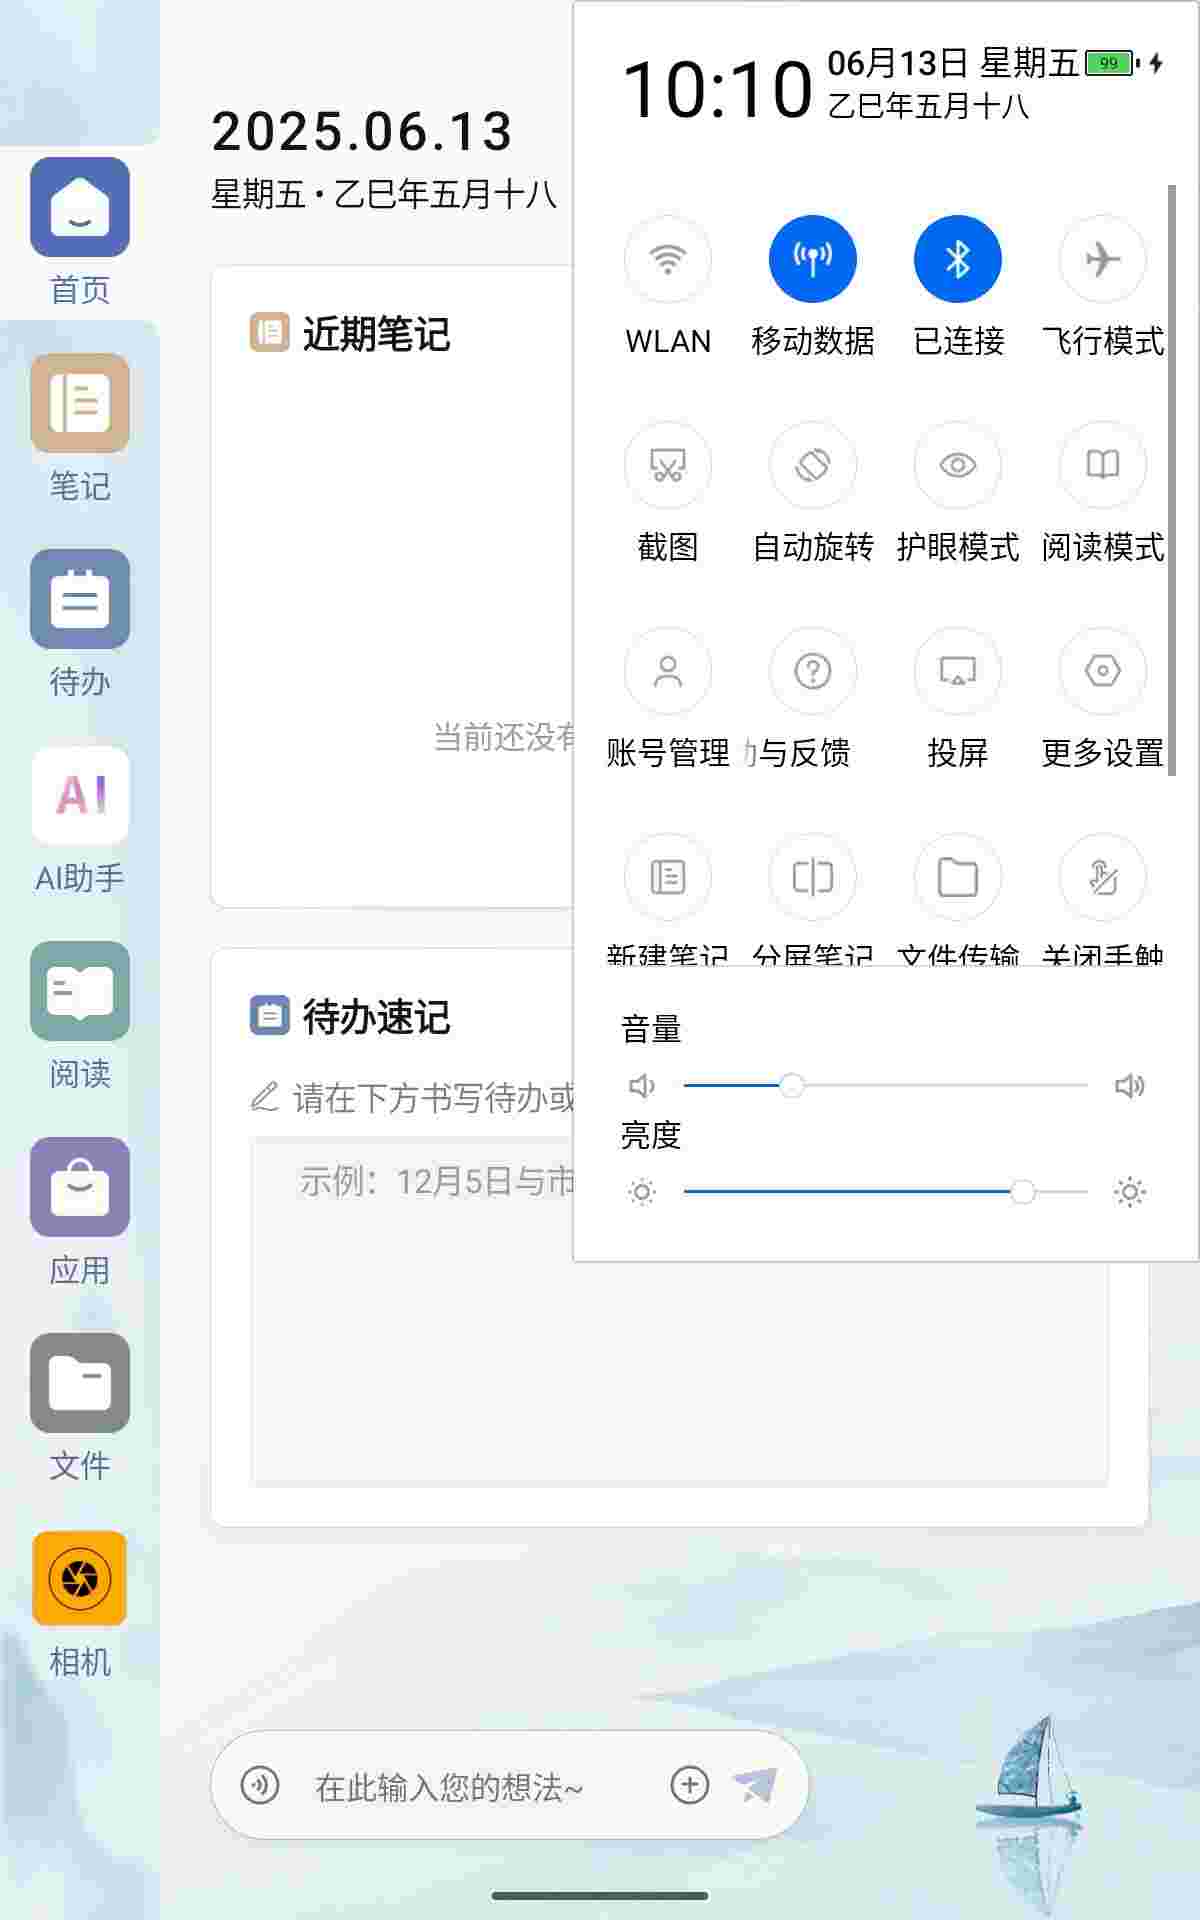 10:10
06月13日 星期五
99
乙巳年五月十八
2025.06.13
星期五·乙巳年五月十八
首页
笔记
待办
AI
AI助手
阅读
应用
文件
相机
近期笔记
当前还没有
待办速记
请在下方书写待办或
示例：12月5日与市
WLAN
移动数据
已连接
飞行模式
截图
自动旋转
护眼模式
阅读模式
账号管理
与反馈
投屏
更多设置
新建笔记
分屏笔记
文件传输
关闭手触
音量
亮度
在此输入您的想法~